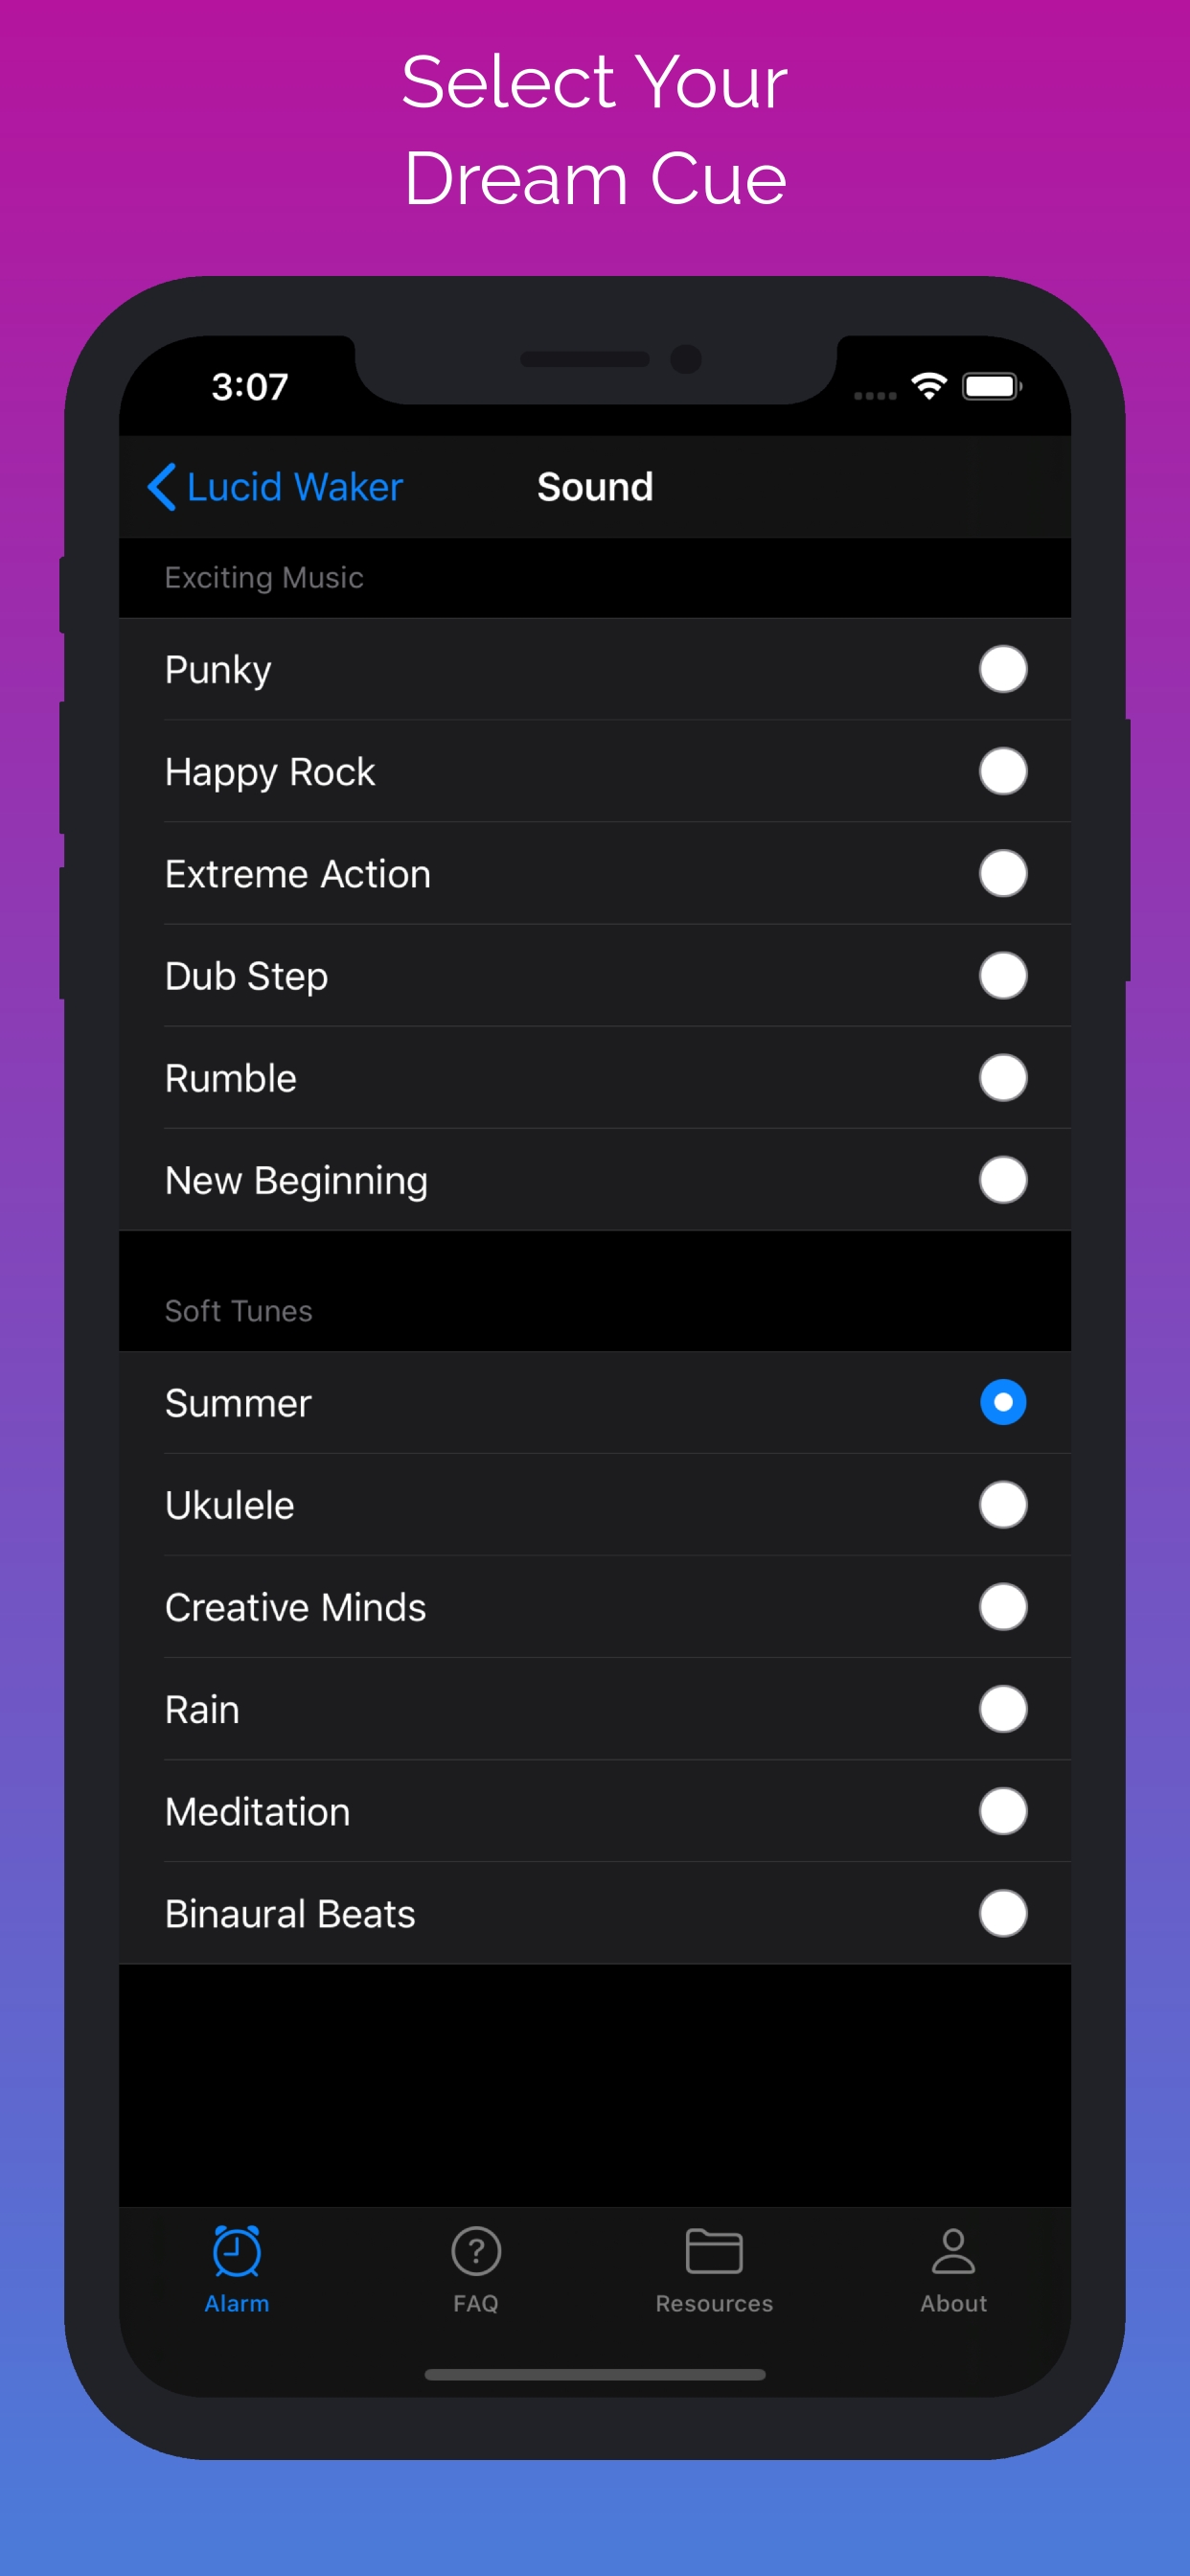 Select Your
Dream Cue
3:07
Lucid Waker
Sound
Exciting Music
Punky
Happy Rock
Extreme Action
Dub Step
Rumble
New Beginning
Soft Tunes
Summer
Ukulele
Creative Minds
Rain
Meditation
Binaural Beats
Alarm
FAQ
Resources
About